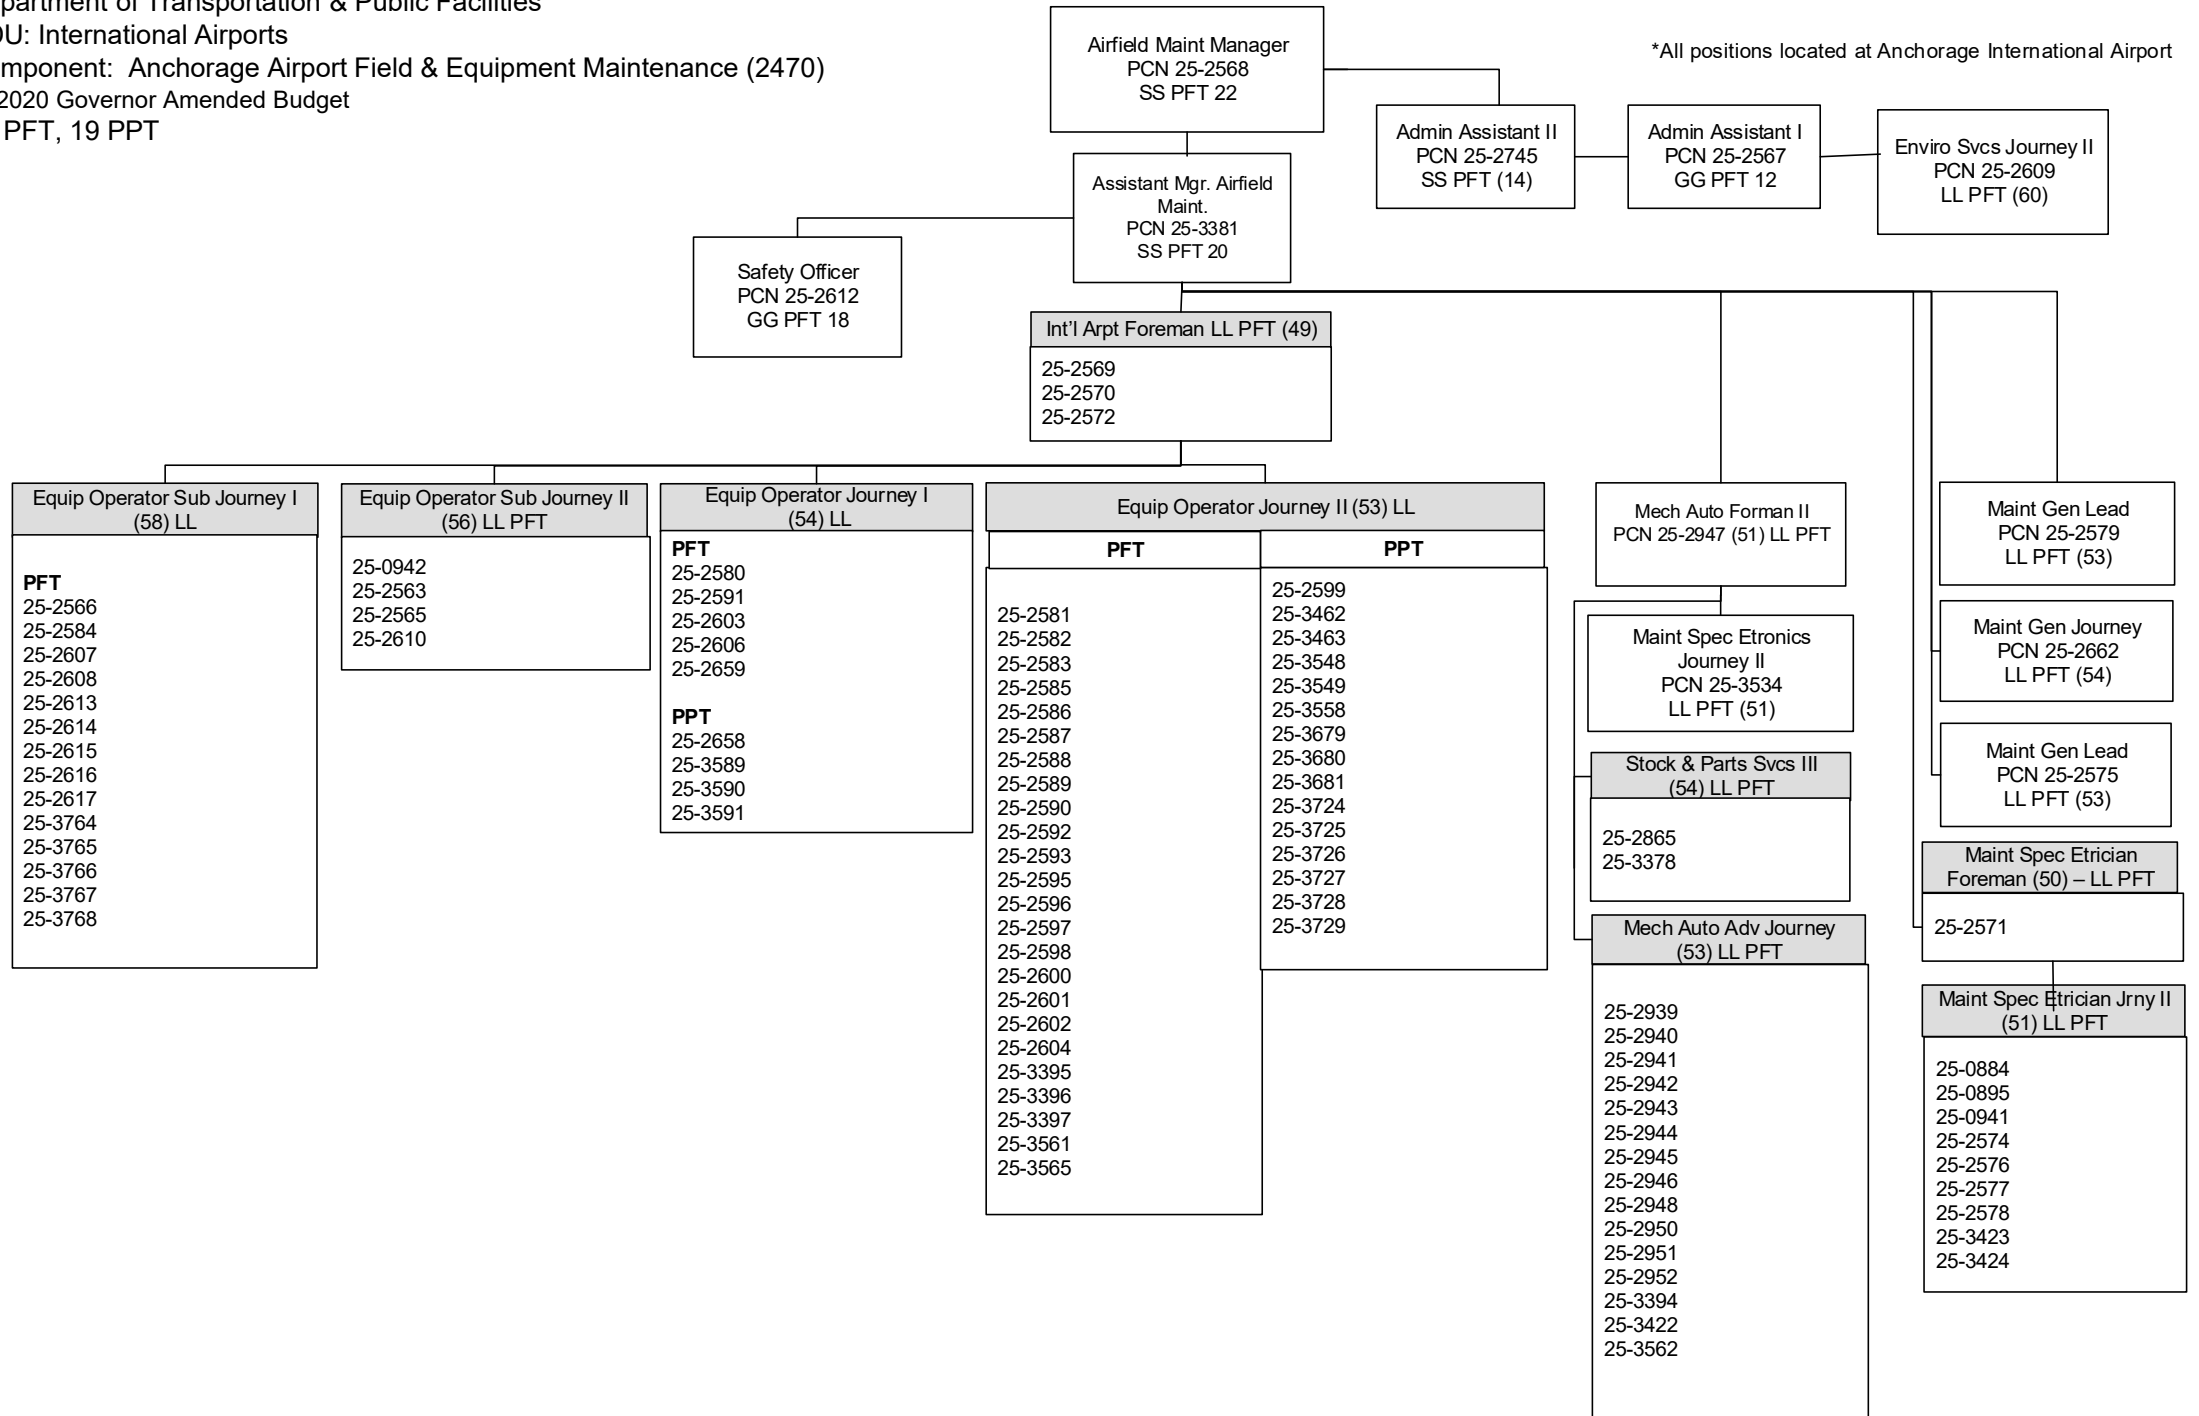 partment of Transportation & Public Facilities
U: International Airports
mponent: Anchorage Airport Field & Equipment Maintenance (2470)
2020 Governor Amended Budget
PFT, 19 PPT
*All positions located at Anchorage International Airport
Airfield Maint Manager
PCN 25-2568
SS PFT 22
Admin Assistant II
PCN 25-2745
SS PFT (14)
Admin Assistant I
PCN 25-2567
GG PFT 12
Enviro Svcs Journey II
PCN 25-2609
LL PFT (60)
Assistant Mgr. Airfield
Maint.
PCN 25-3381
SS PFT 20
Safety Officer
PCN 25-2612
GG PFT 18
Int’l Arpt Foreman LL PFT (49)
25-2569
25-2570
25-2572
Equip Operator Sub Journey I
(58) LL
PFT
25-2566
25-2584
25-2607
25-2608
25-2613
25-2614
25-2615
25-2616
25-2617
25-3764
25-3765
25-3766
25-3767
25-3768
Equip Operator Sub Journey II
(56) LL PFT
25-0942
25-2563
25-2565
25-2610
Equip Operator Journey I
(54) LL
PFT
25-2580
25-2591
25-2603
25-2606
25-2659
PPT
25-2658
25-3589
25-3590
25-3591
Equip Operator Journey II (53) LL
PFT
25-2581
25-2582
25-2583
25-2585
25-2586
25-2587
25-2588
25-2589
25-2590
25-2592
25-2593
25-2595
25-2596
25-2597
25-2598
25-2600
25-2601
25-2602
25-2604
25-3395
25-3396
25-3397
25-3561
25-3565
PPT
25-2599
25-3462
25-3463
25-3548
25-3549
25-3558
25-3679
25-3680
25-3681
25-3724
25-3725
25-3726
25-3727
25-3728
25-3729
Mech Auto Forman II
PCN 25-2947 (51) LL PFT
Maint Spec Etronics
Journey II
PCN 25-3534
LL PFT (51)
Stock & Parts Svcs III
(54) LL PFT
25-2865
25-3378
Mech Auto Adv Journey
(53) LL PFT
25-2939
25-2940
25-2941
25-2942
25-2943
25-2944
25-2945
25-2946
25-2948
25-2950
25-2951
25-2952
25-3394
25-3422
25-3562
Maint Gen Lead
PCN 25-2579
LL PFT (53)
Maint Gen Journey
PCN 25-2662
LL PFT (54)
Maint Gen Lead
PCN 25-2575
LL PFT (53)
Maint Spec Etrician
Foreman (50) – LL PFT
25-2571
Maint Spec Etrician Jrny II
(51) LL PFT
25-0884
25-0895
25-0941
25-2574
25-2576
25-2577
25-2578
25-3423
25-3424